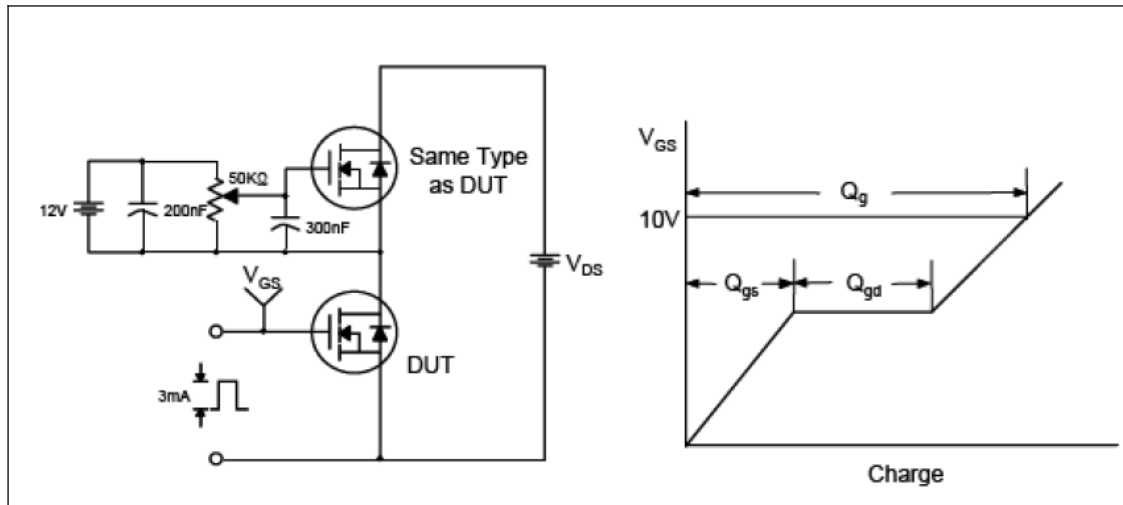 Same Type
as DUT
50KΩ
12V
200nF
300nF
V_GS
V_DS
DUT
3mA
V_GS
Q_g
10V
Q_gs
Q_gd
Charge